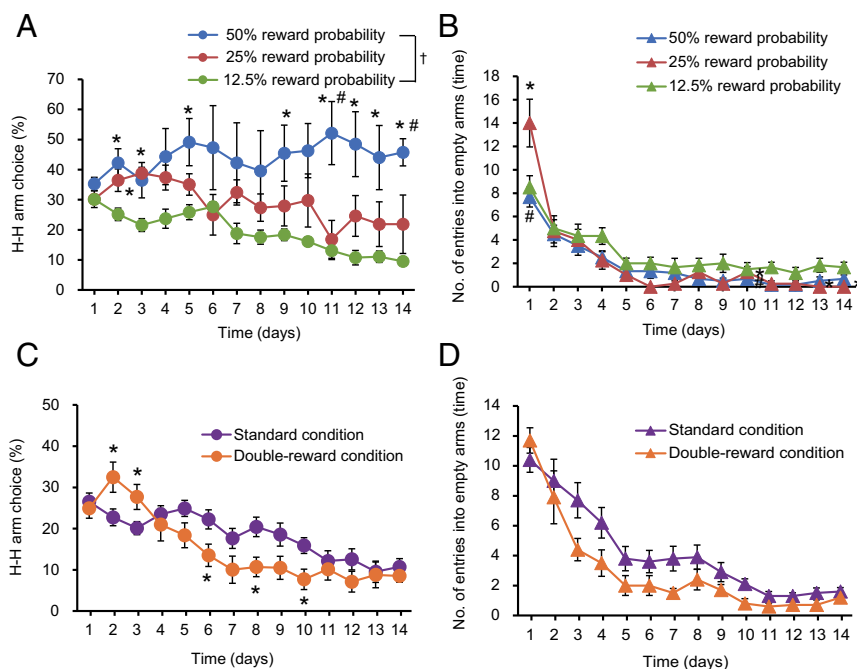 A
50% reward probability
25% reward probability
12.5% reward probability
†
H-H arm choice (%)
70
60
50
40
30
20
10
0
* * * * * * # * * * #
1 2 3 4 5 6 7 8 9 10 11 12 13 14
Time (days)
B
50% reward probability
25% reward probability
12.5% reward probability
No. of entries into empty arms (time)
18
16
14
12
10
8
6
4
2
0
*
#
#
* *
1 2 3 4 5 6 7 8 9 10 11 12 13 14
Time (days)
C
Standard condition
Double-reward condition
H-H arm choice (%)
50
40
30
20
10
0
* * * * *
1 2 3 4 5 6 7 8 9 10 11 12 13 14
Time (days)
D
Standard condition
Double-reward condition
No. of entries into empty arms (time)
14
12
10
8
6
4
2
0
1 2 3 4 5 6 7 8 9 10 11 12 13 14
Time (days)